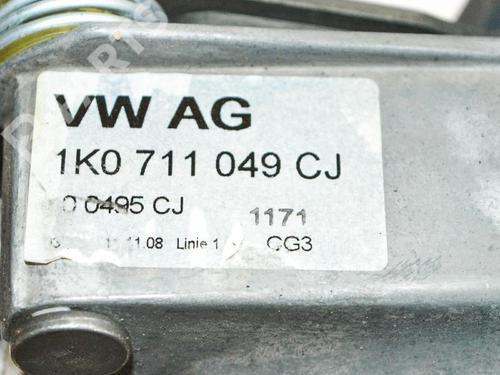 VW AG
1K0 711 049 CJ
0 0495 CJ 1171
11.08 Linie 1 CG3